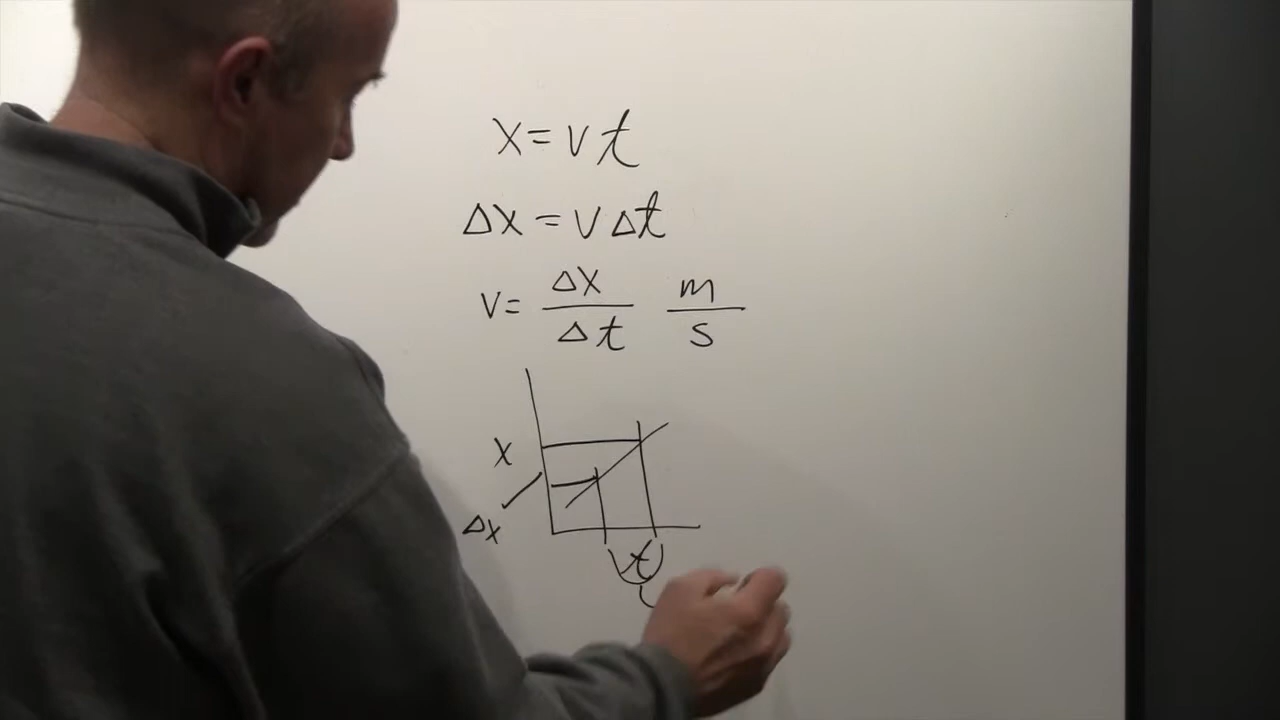 x = v t
Δx = v Δt
v = Δx / Δt m / s
x
Δx
t